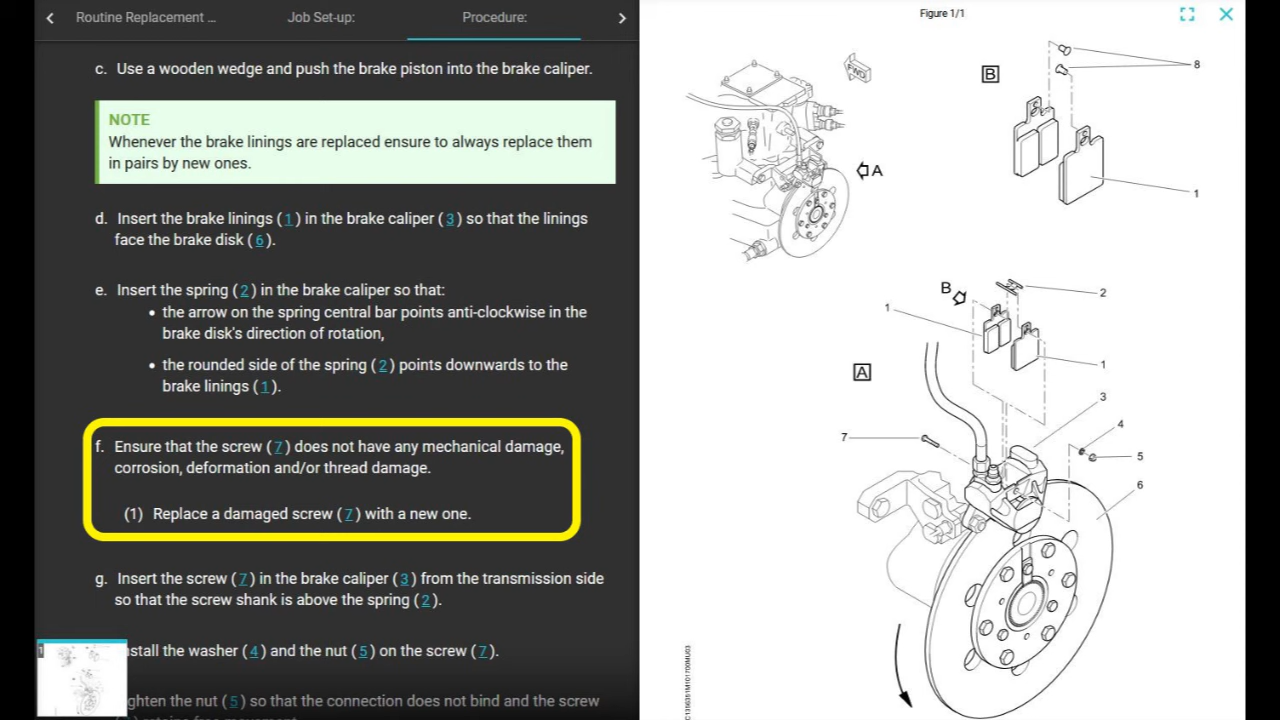 Routine Replacement ...
Job Set-up:
Procedure:
c. Use a wooden wedge and push the brake piston into the brake caliper.
NOTE
Whenever the brake linings are replaced ensure to always replace them
in pairs by new ones.
d. Insert the brake linings (1) in the brake caliper (3) so that the linings
face the brake disk (6).
e. Insert the spring (2) in the brake caliper so that:
• the arrow on the spring central bar points anti-clockwise in the
brake disk's direction of rotation,
• the rounded side of the spring (2) points downwards to the
brake linings (1).
f. Ensure that the screw (7) does not have any mechanical damage,
corrosion, deformation and/or thread damage.
(1) Replace a damaged screw (7) with a new one.
g. Insert the screw (7) in the brake caliper (3) from the transmission side
so that the screw shank is above the spring (2).
nstall the washer (4) and the nut (5) on the screw (7).
ghten the nut (5) so that the connection does not bind and the screw
1
Figure 1/1
FWD
A
B
8
1
B
2
1
1
A
3
4
7
5
6